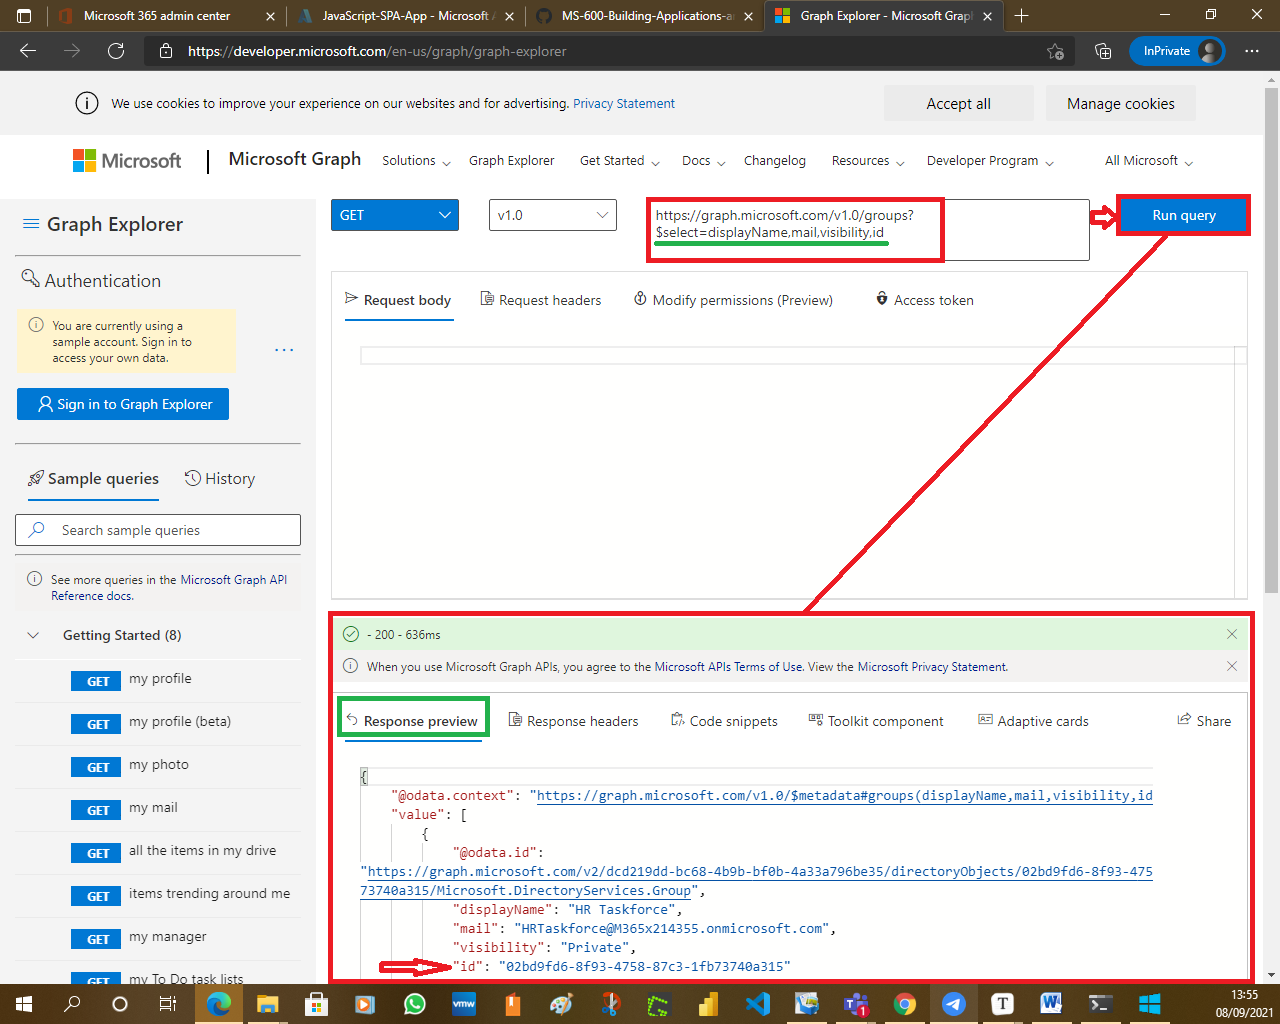 Microsoft 365 admin center
JavaScript-SPA-App - Microsoft A
MS-600-Building-Applications-an
Graph Explorer - Microsoft Graph
https://developer.microsoft.com/en-us/graph/graph-explorer
InPrivate
We use cookies to improve your experience on our websites and for advertising. Privacy Statement
Accept all
Manage cookies
Microsoft
Microsoft Graph
Solutions
Graph Explorer
Get Started
Docs
Changelog
Resources
Developer Program
All Microsoft
Graph Explorer
GET
v1.0
https://graph.microsoft.com/v1.0/groups?
$select=displayName,mail,visibility,id
Run query
Authentication
You are currently using a
sample account. Sign in to
access your own data.
...
Sign in to Graph Explorer
Request body
Request headers
Modify permissions (Preview)
Access token
Sample queries
History
Search sample queries
See more queries in the Microsoft Graph API
Reference docs.
Getting Started (8)
GET my profile
GET my profile (beta)
GET my photo
GET my mail
GET all the items in my drive
GET items trending around me
GET my manager
GET my To Do task lists
- 200 - 636ms
When you use Microsoft Graph APIs, you agree to the Microsoft APIs Terms of Use. View the Microsoft Privacy Statement.
Response preview
Response headers
Code snippets
Toolkit component
Adaptive cards
Share
{
"@odata.context": "https://graph.microsoft.com/v1.0/$metadata#groups(displayName,mail,visibility,id
"value": [
{
"@odata.id":
"https://graph.microsoft.com/v2/dcd219dd-bc68-4b9b-bf0b-4a33a796be35/directoryObjects/02bd9fd6-8f93-475
73740a315/Microsoft.DirectoryServices.Group",
"displayName": "HR Taskforce",
"mail": "HRTaskforce@M365x214355.onmicrosoft.com",
"visibility": "Private",
"id": "02bd9fd6-8f93-4758-87c3-1fb73740a315"
vmw
T
1
13:55
08/09/2021